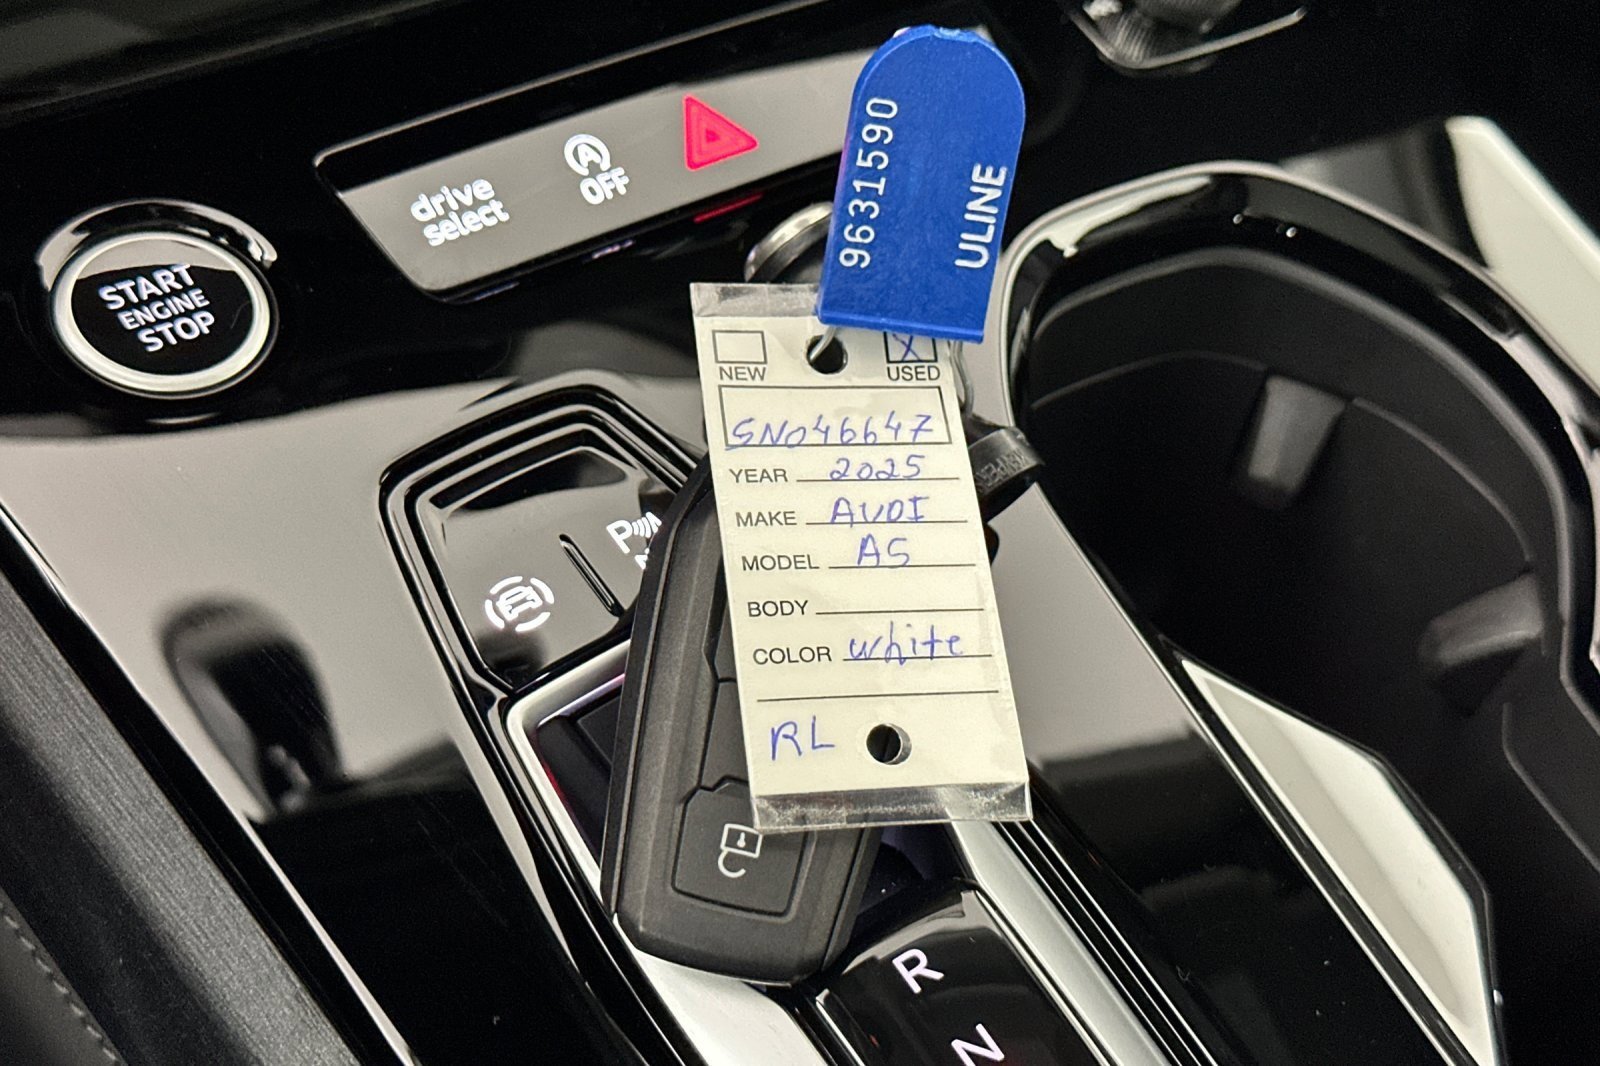 drive
select
A
OFF
START
ENGINE
STOP
9631590
ULINE
NEW
X
USED
SN046647
YEAR 2025
MAKE AUDI
MODEL A5
BODY
COLOR white
RL
P
R
N